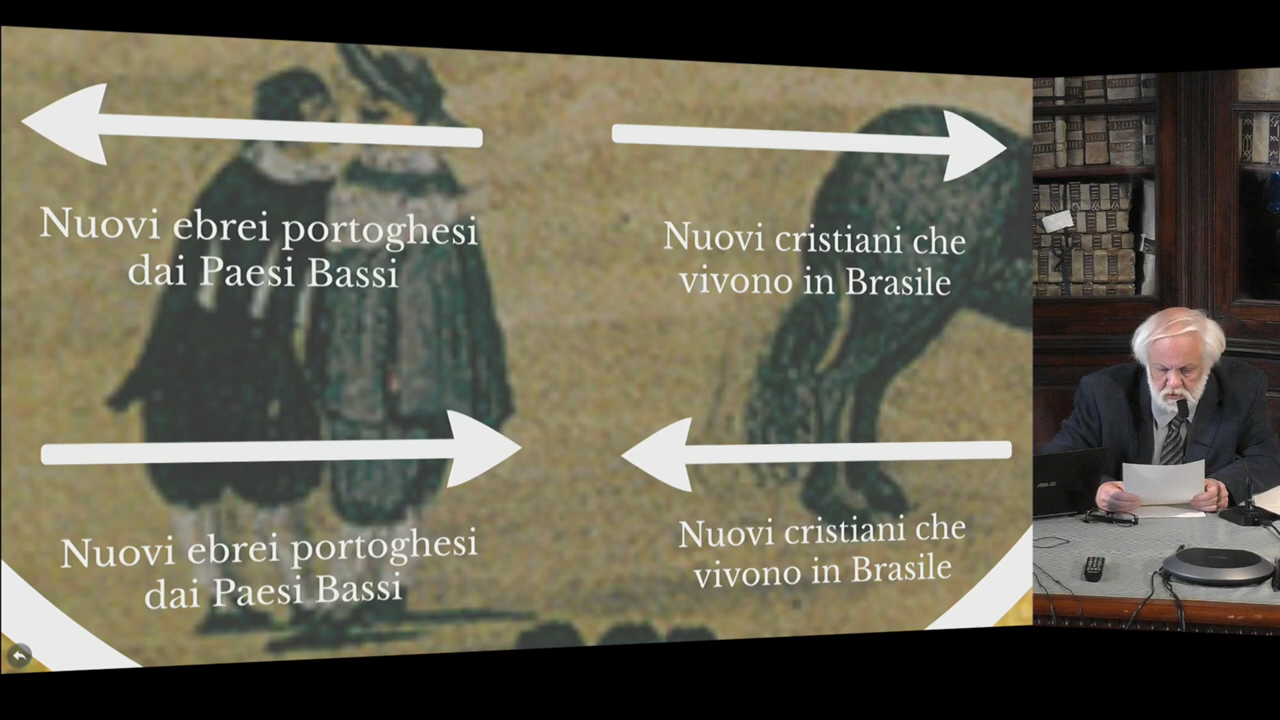 Nuovi ebrei portoghesi
dai Paesi Bassi
Nuovi cristiani che
vivono in Brasile
Nuovi ebrei portoghesi
dai Paesi Bassi
Nuovi cristiani che
vivono in Brasile
ASUS